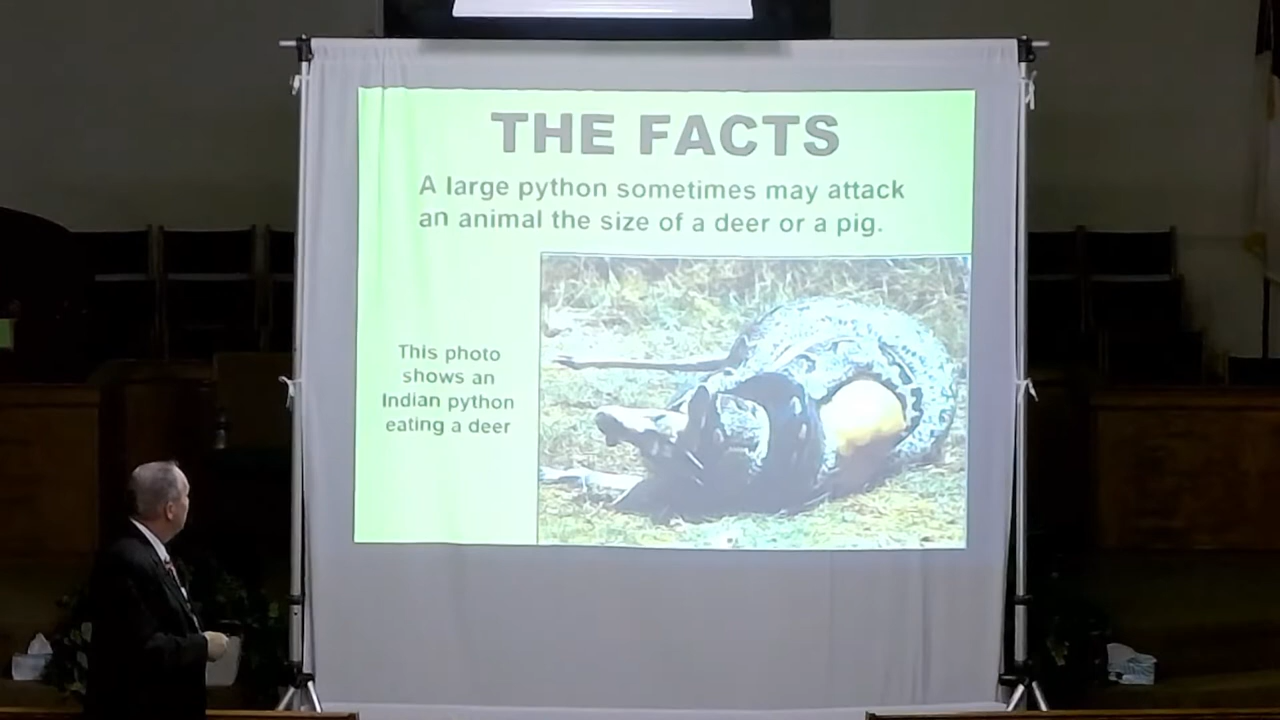 THE FACTS
A large python sometimes may attack
an animal the size of a deer or a pig.
This photo
shows an
Indian python
eating a deer